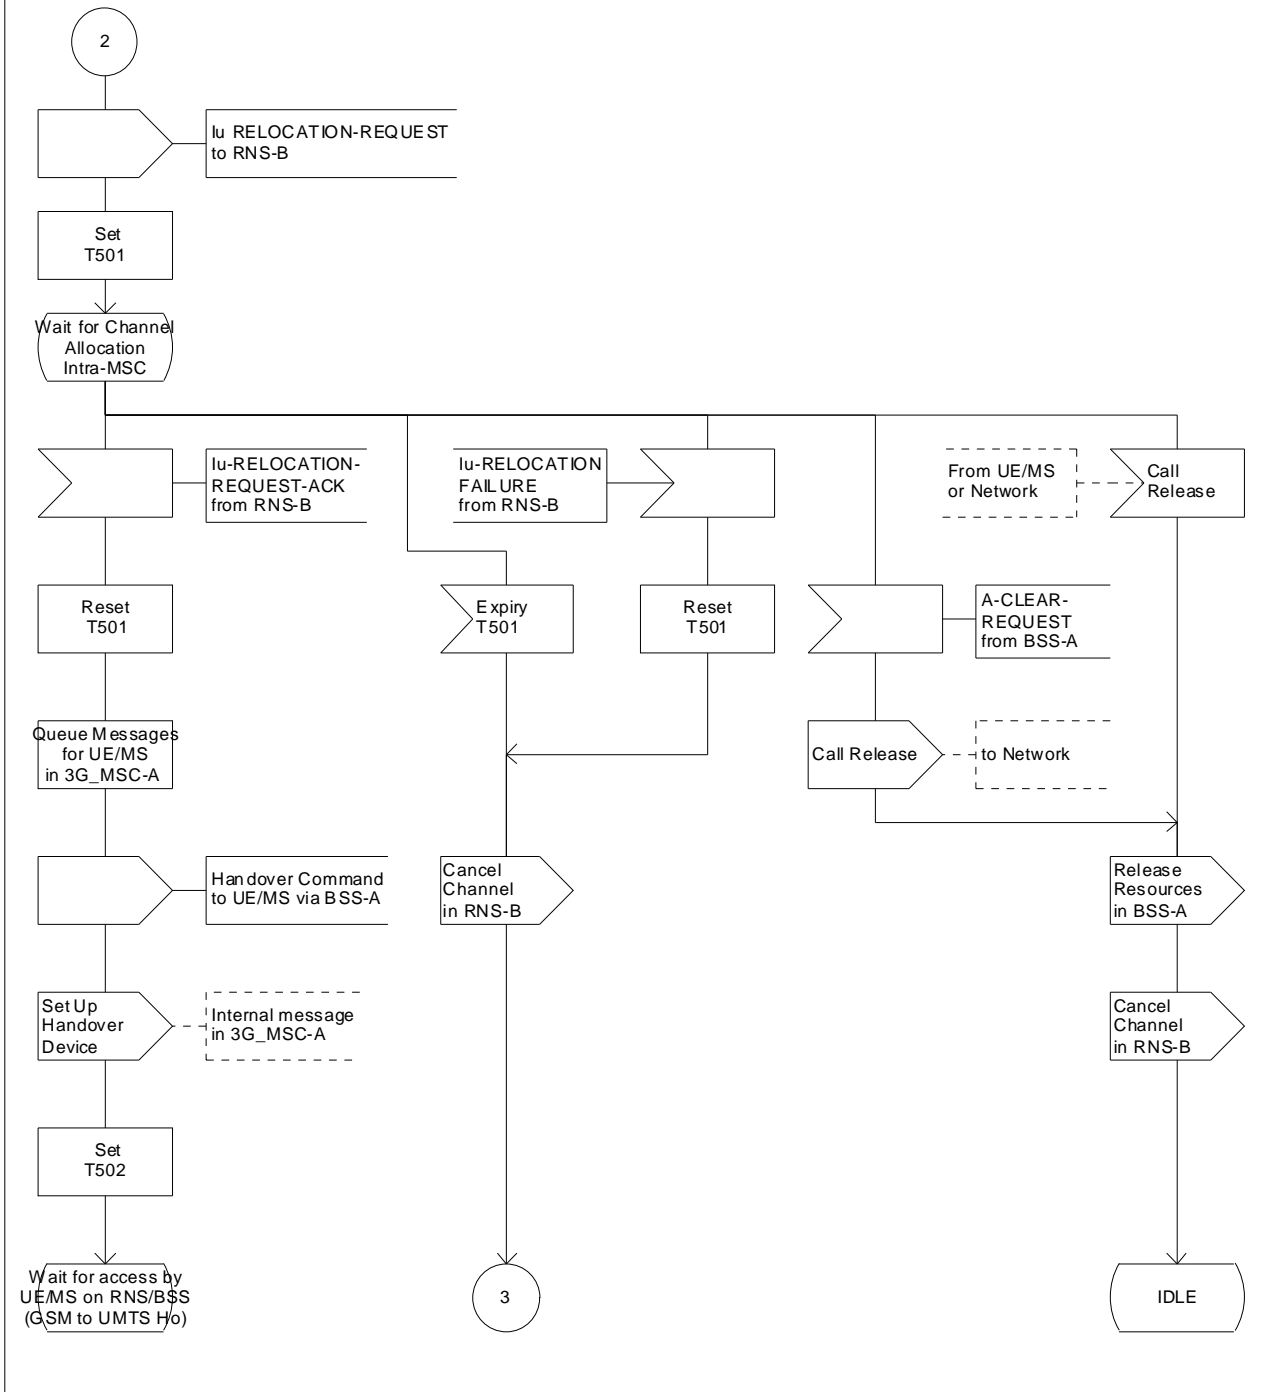 2
Iu RELOCATION-REQUEST
to RNS-B
Set
T501
Wait for Channel
Allocation
Intra-MSC
Iu-RELOCATION-
REQUEST-ACK
from RNS-B
Iu-RELOCATION
FAILURE
from RNS-B
From UE/MS
or Network
Call
Release
Reset
T501
Expiry
T501
Reset
T501
A-CLEAR-
REQUEST
from BSS-A
Queue Messages
for UE/MS
in 3G_MSC-A
Call Release
to Network
Handover Command
to UE/MS via BSS-A
Cancel
Channel
in RNS-B
Release
Resources
in BSS-A
Set Up
Handover
Device
Internal message
in 3G_MSC-A
Cancel
Channel
in RNS-B
Set
T502
Wait for access by
UE/MS on RNS/BSS
(GSM to UMTS Ho)
3
IDLE